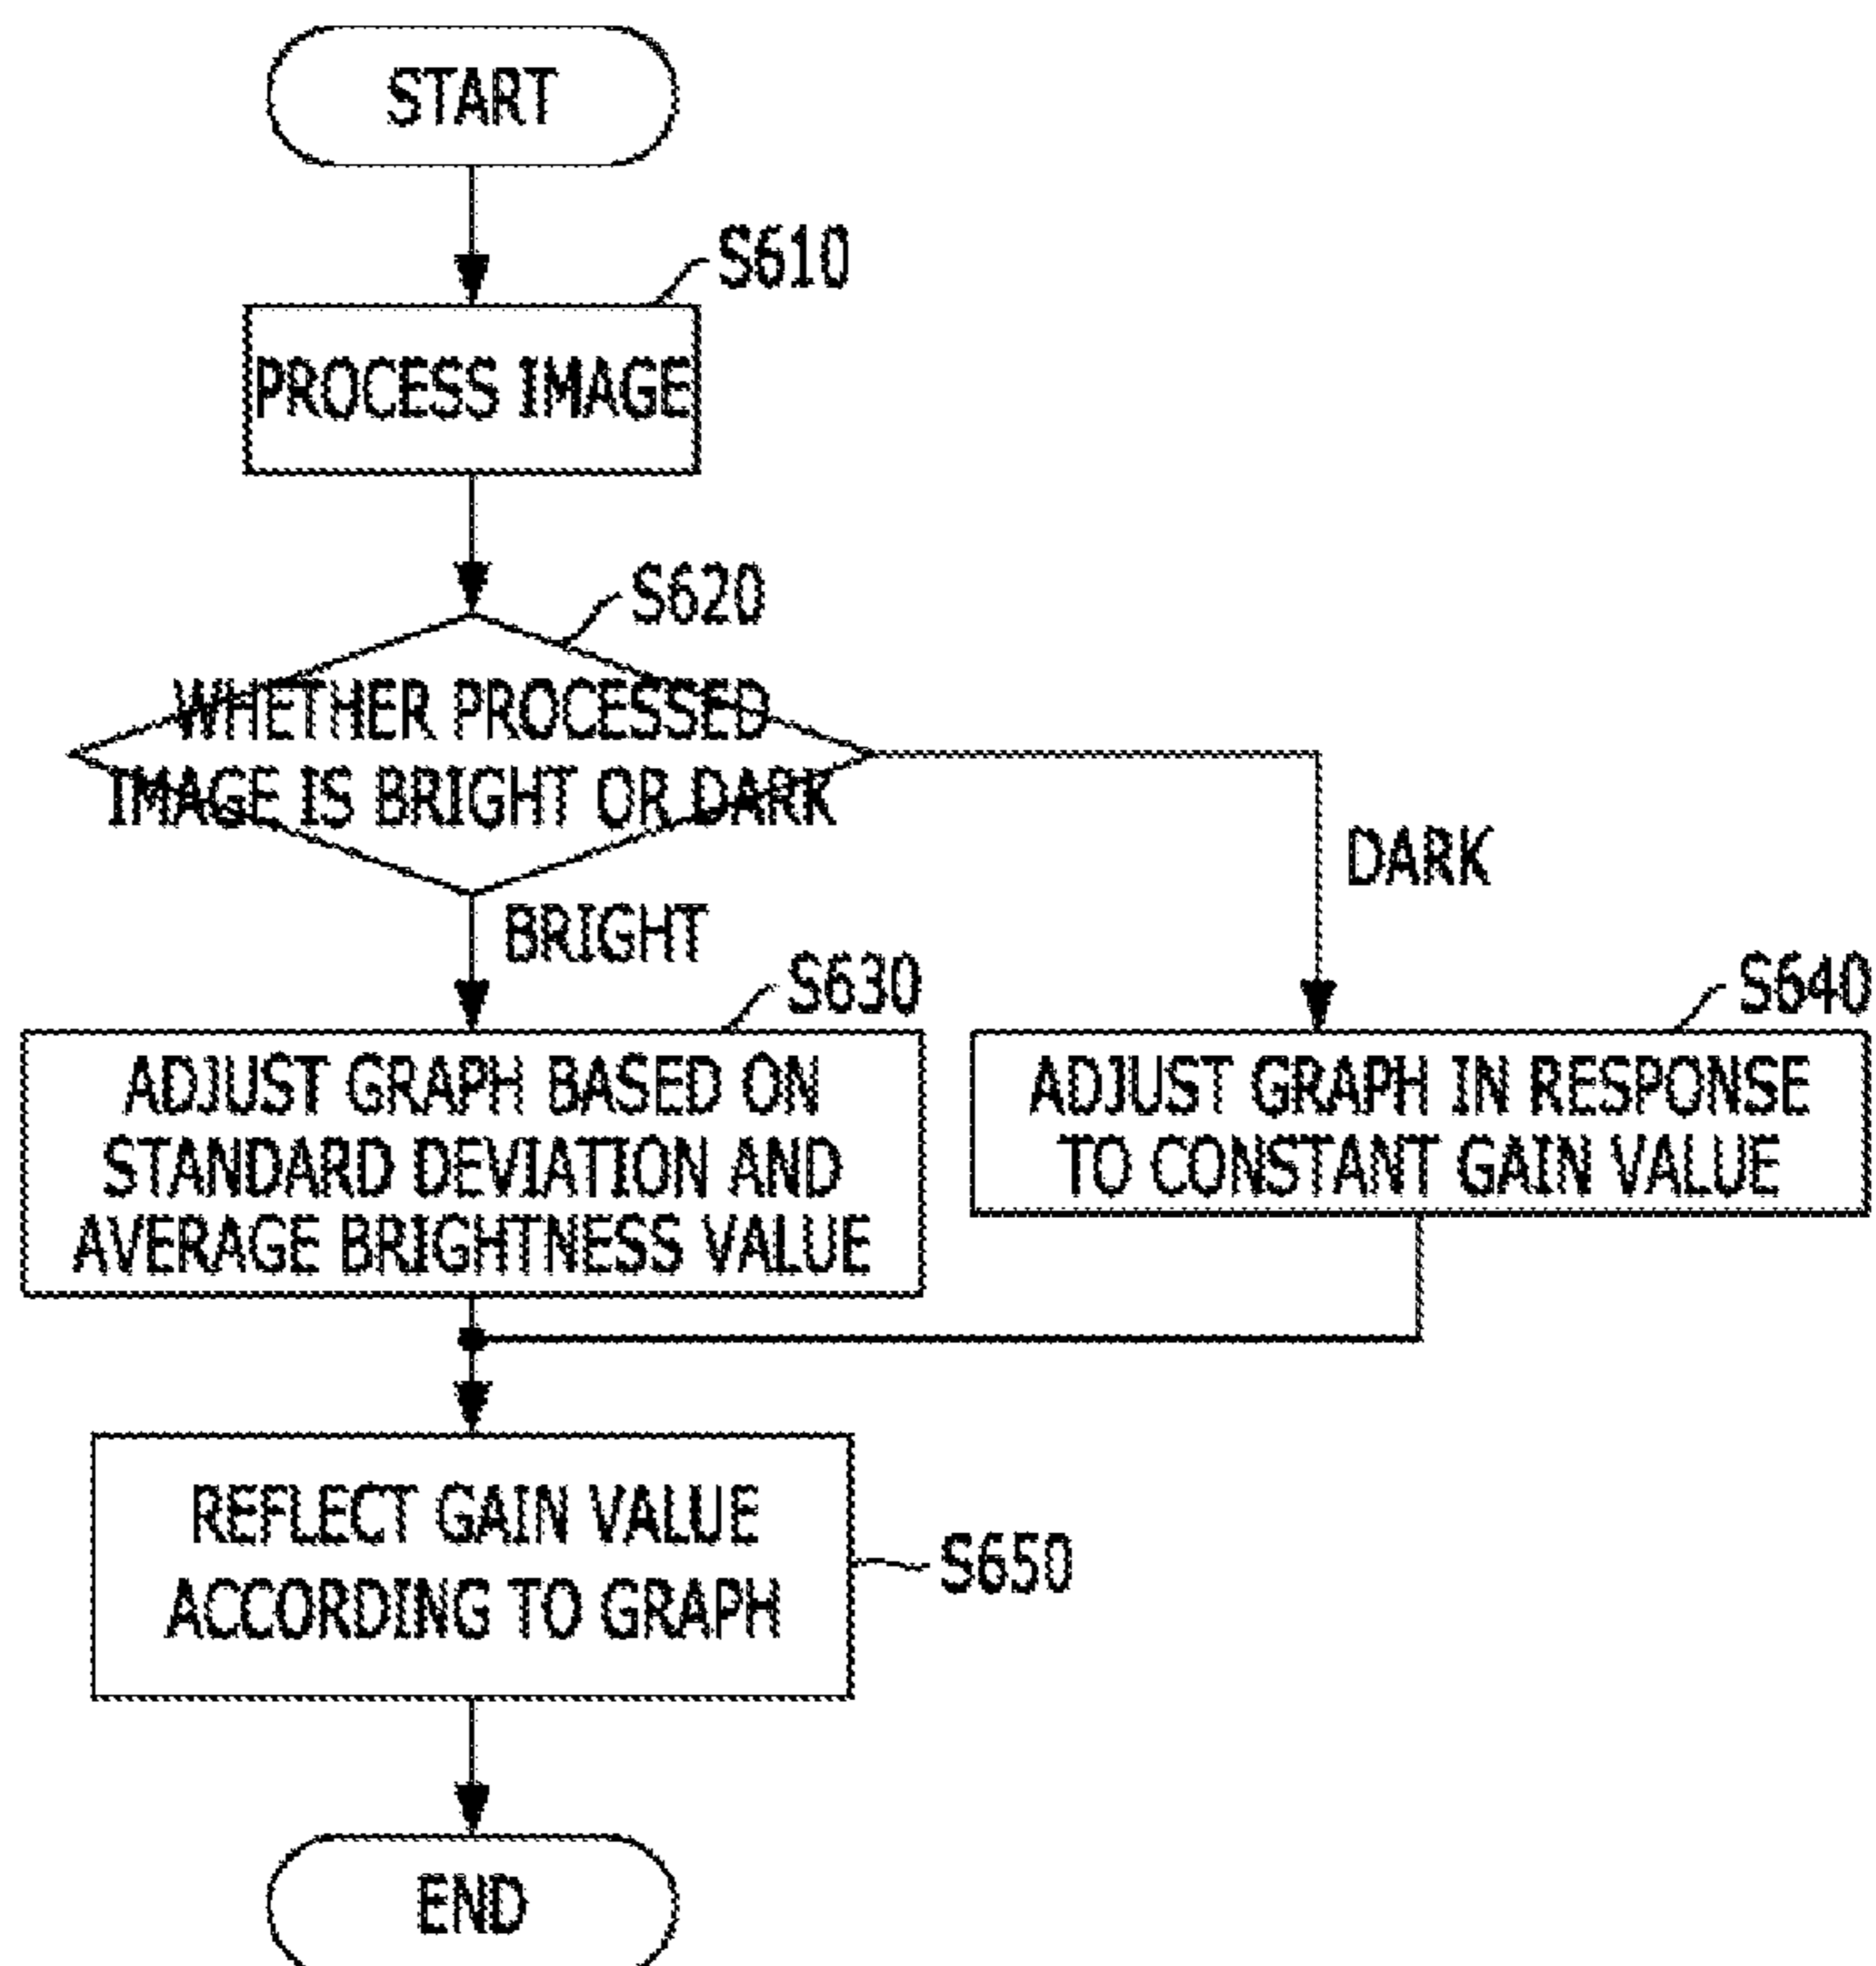 START
S610
PROCESS IMAGE
S620
WHETHER PROCESSED
IMAGE IS BRIGHT OR DARK
DARK
BRIGHT
S630
ADJUST GRAPH BASED ON
STANDARD DEVIATION AND
AVERAGE BRIGHTNESS VALUE
S640
ADJUST GRAPH IN RESPONSE
TO CONSTANT GAIN VALUE
REFLECT GAIN VALUE
ACCORDING TO GRAPH
S650
END